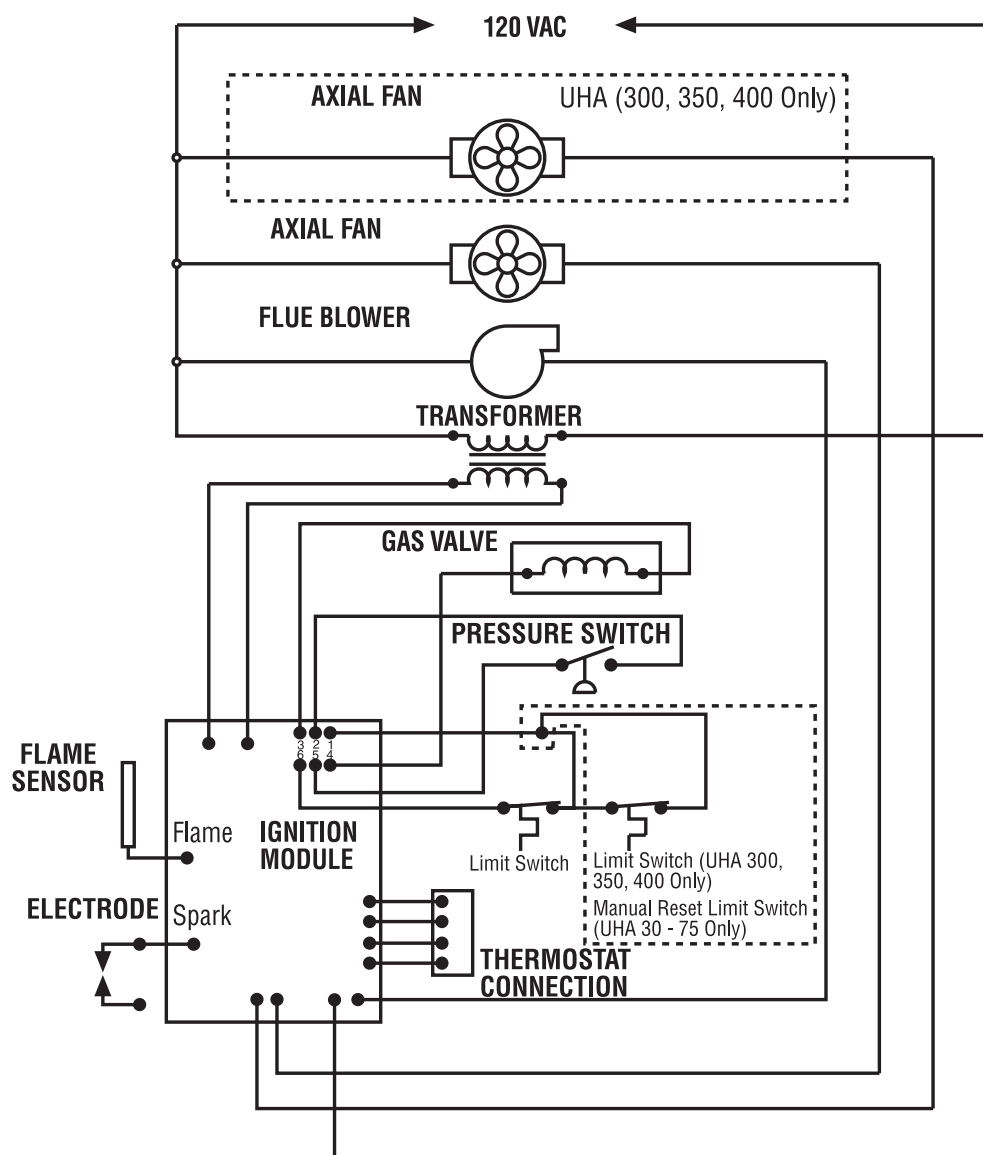 120 VAC
AXIAL FAN
UHA (300, 350, 400 Only)
AXIAL FAN
FLUE BLOWER
TRANSFORMER
GAS VALVE
PRESSURE SWITCH
3 2 1
6 5 4
FLAME
SENSOR
Flame
IGNITION
MODULE
Limit Switch
Limit Switch (UHA 300,
350, 400 Only)
Manual Reset Limit Switch
(UHA 30 - 75 Only)
ELECTRODE
Spark
THERMOSTAT
CONNECTION